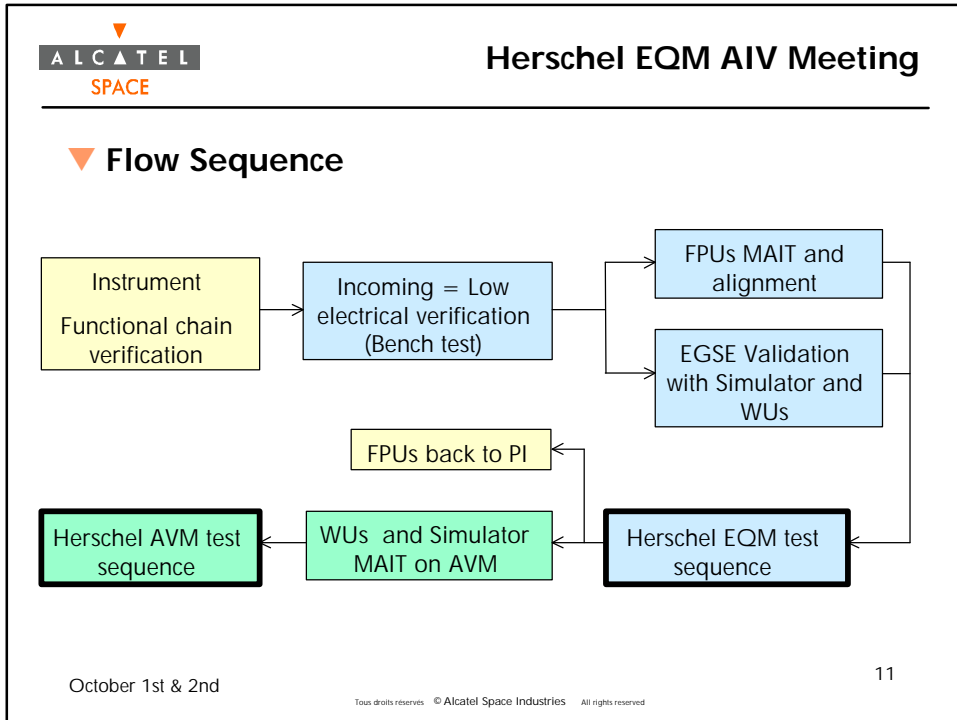 ALCATEL
SPACE
Herschel EQM AIV Meeting
Flow Sequence
Instrument
Functional chain
verification
Incoming = Low
electrical verification
(Bench test)
FPUs MAIT and
alignment
EGSE Validation
with Simulator and
WUs
FPUs back to PI
Herschel AVM test
sequence
WUs and Simulator
MAIT on AVM
Herschel EQM test
sequence
October 1st & 2nd
11
Tous droits réservés © Alcatel Space Industries All rights reserved